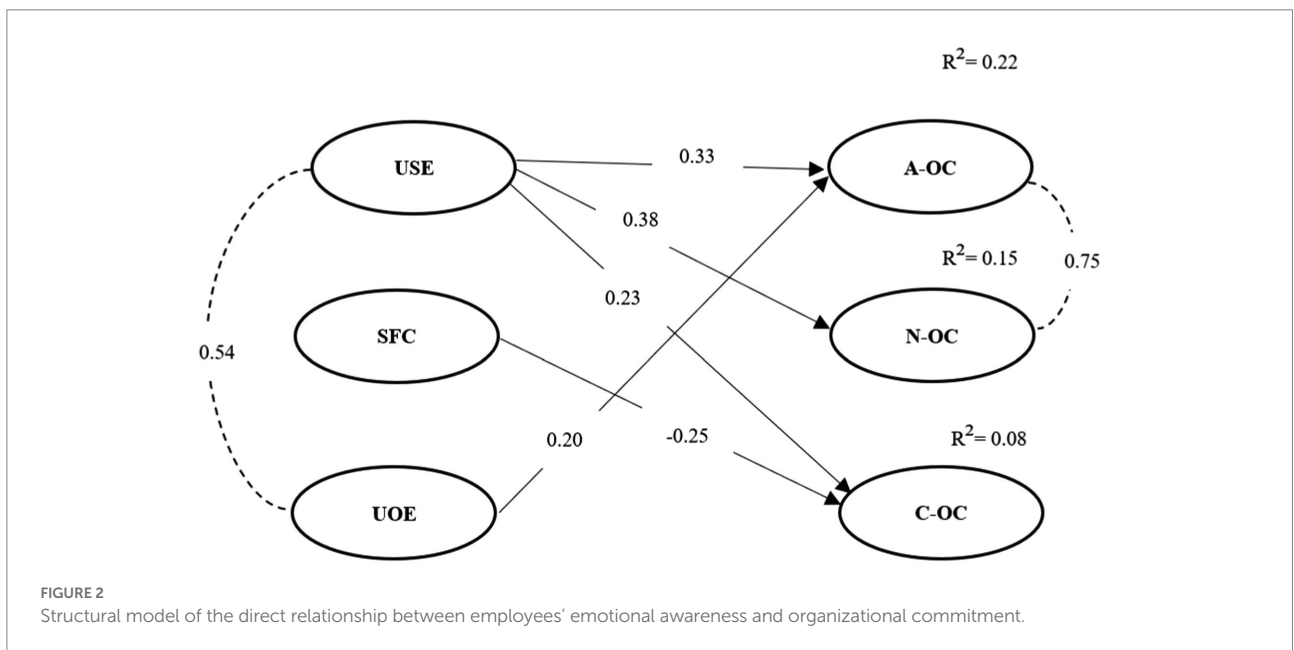 R²= 0.22
USE
0.33
A-OC
0.38
R²= 0.15
0.75
0.23
SFC
N-OC
0.54
0.20
-0.25
R²= 0.08
UOE
C-OC
FIGURE 2
Structural model of the direct relationship between employees’ emotional awareness and organizational commitment.